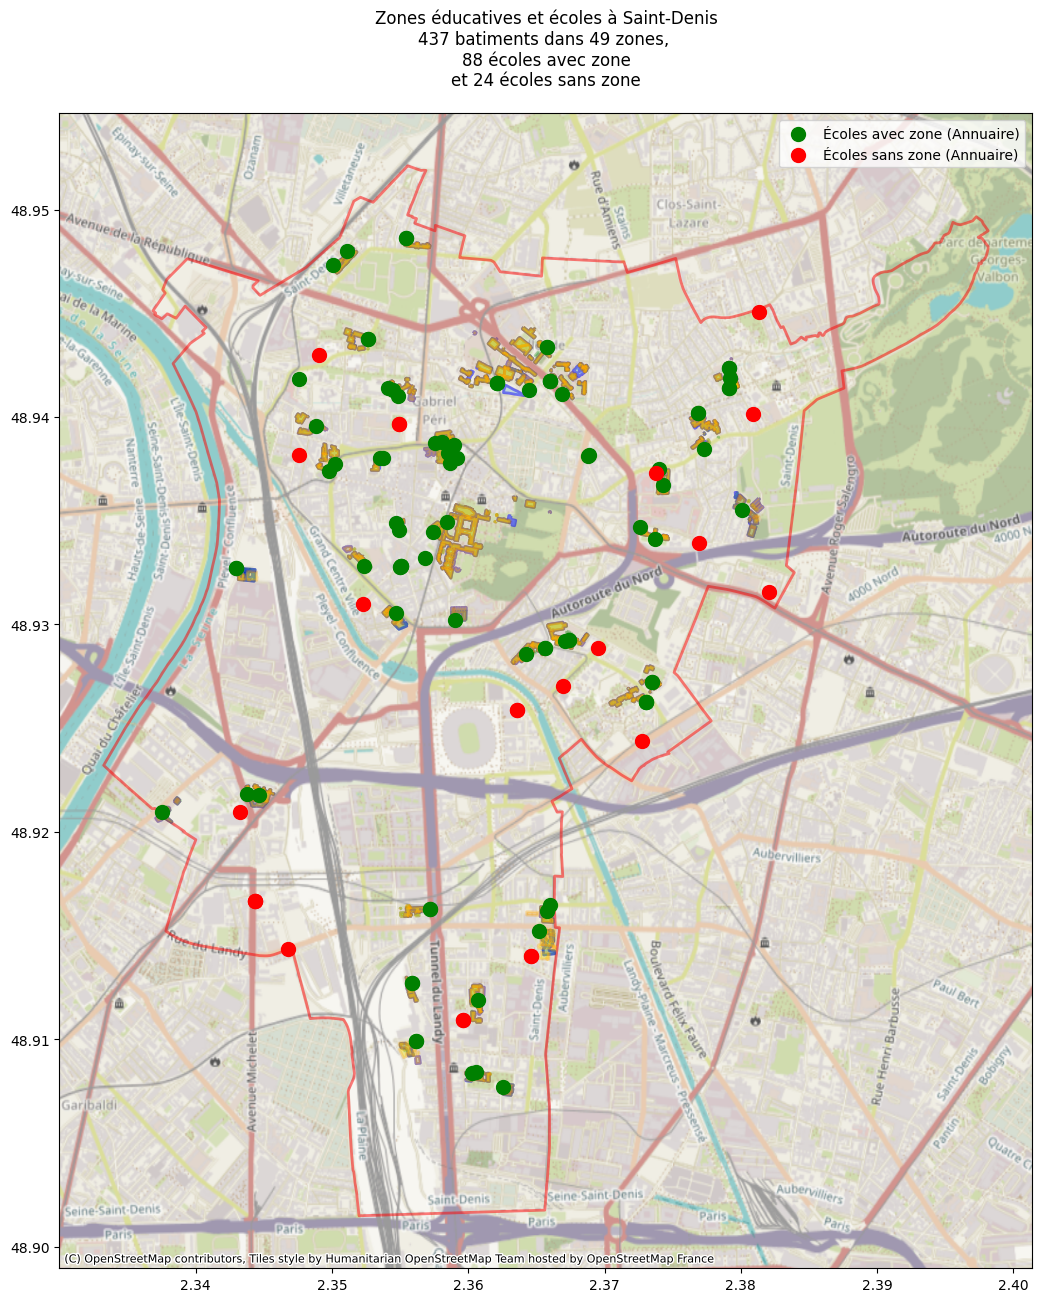 Zones éducatives et écoles à Saint-Denis
437 batiments dans 49 zones,
88 écoles avec zone
et 24 écoles sans zone
Écoles avec zone (Annuaire)
Écoles sans zone (Annuaire)
Épinay-sur-Seine
Ozanam
Villetaneuse
Rue d'Amiens
Stains
Clos-Saint-
Lazare
48.95
Avenue de la République
Georges-
Valbon
de la Marine
de La Seine
L'Île-Saint-Denis
Seine-Saint-Denis
48.94
Gabriel
Péri
Saint-Denis
Nanterre
Hauts-de-Seine
Seine-Saint-Denis
Pleyel - Confluence
Grand Centre ville
Pleyel - Confluence
Avenue Roger Salengro
Autoroute du Nord
4000 Nord
4000 Nord
Autoroute du Nord
48.93
L'Île-Saint-Denis
Quai du Châtelier
48.92
Aubervilliers
Rue du Landy
Tunnel du Landy
Saint-Denis
Aubervilliers
Boulevard Félix Faure
Landy-Plaine - Marcreux Pressensé
Paul Bert
Rue Henri Barbusse
48.91
Avenue Michelet
Garibaldi
La Plaine
Saint-Denis
Bobigny
Pantin
Seine-Saint-Denis
Paris
Saint-Denis
Paris
Seine-Saint-Denis
Paris
Aubervilliers
Paris
Paris
48.90
(C) OpenStreetMap contributors, Tiles style by Humanitarian OpenStreetMap Team hosted by OpenStreetMap France
2.34 2.35 2.36 2.37 2.38 2.39 2.40